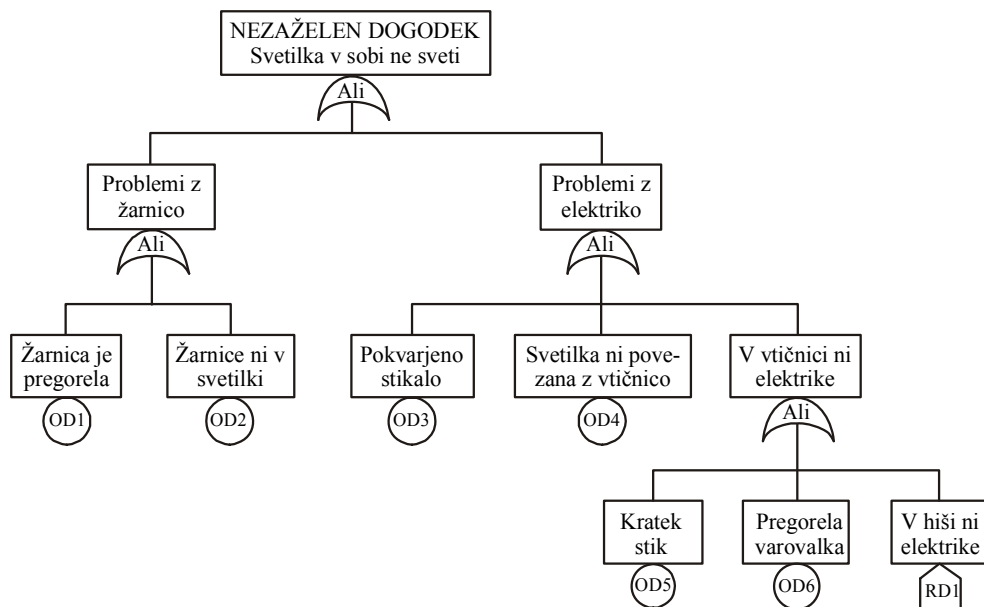 NEZAŽELEN DOGODEK
Svetilka v sobi ne sveti
Ali
Problemi z
žarnico
Problemi z
elektriko
Ali
Ali
Žarnica je
pregorela
Žarnice ni v
svetilki
Pokvarjeno
stikalo
Svetilka ni pove-
zana z vtičnico
V vtičnici ni
elektrike
OD1
OD2
OD3
OD4
Ali
Kratek
stik
Pregorela
varovalka
V hiši ni
elektrike
OD5
OD6
RD1